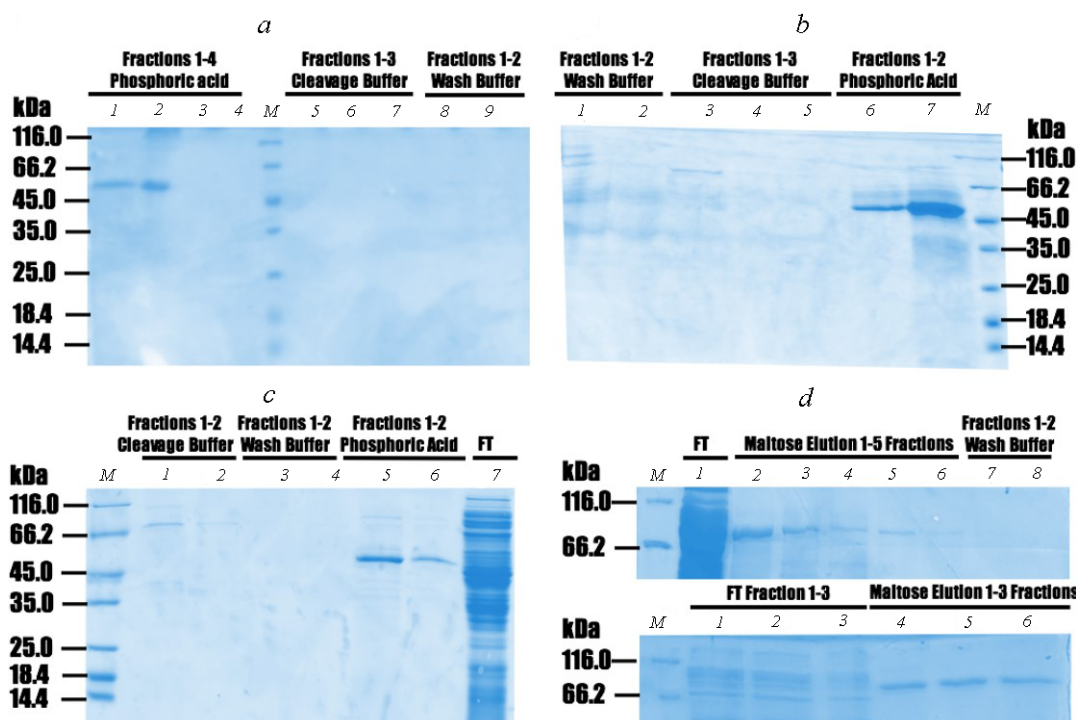 a
Fractions 1-4
Phosphoric acid
Fractions 1-3
Cleavage Buffer
Fractions 1-2
Wash Buffer
kDa
1 2 3 4 M 5 6 7 8 9
116.0
66.2
45.0
35.0
25.0
18.4
14.4
b
Fractions 1-2
Wash Buffer
Fractions 1-3
Cleavage Buffer
Fractions 1-2
Phosphoric Acid
1 2 3 4 5 6 7 M
kDa
116.0
66.2
45.0
35.0
25.0
18.4
14.4
c
Fractions 1-2
Cleavage Buffer
Fractions 1-2
Wash Buffer
Fractions 1-2
Phosphoric Acid
FT
kDa
M 1 2 3 4 5 6 7
116.0
66.2
45.0
35.0
25.0
18.4
14.4
d
FT
Maltose Elution 1-5 Fractions
Fractions 1-2
Wash Buffer
kDa
M 1 2 3 4 5 6 7 8
116.0
66.2
FT Fraction 1-3
Maltose Elution 1-3 Fractions
kDa
M 1 2 3 4 5 6
116.0
66.2